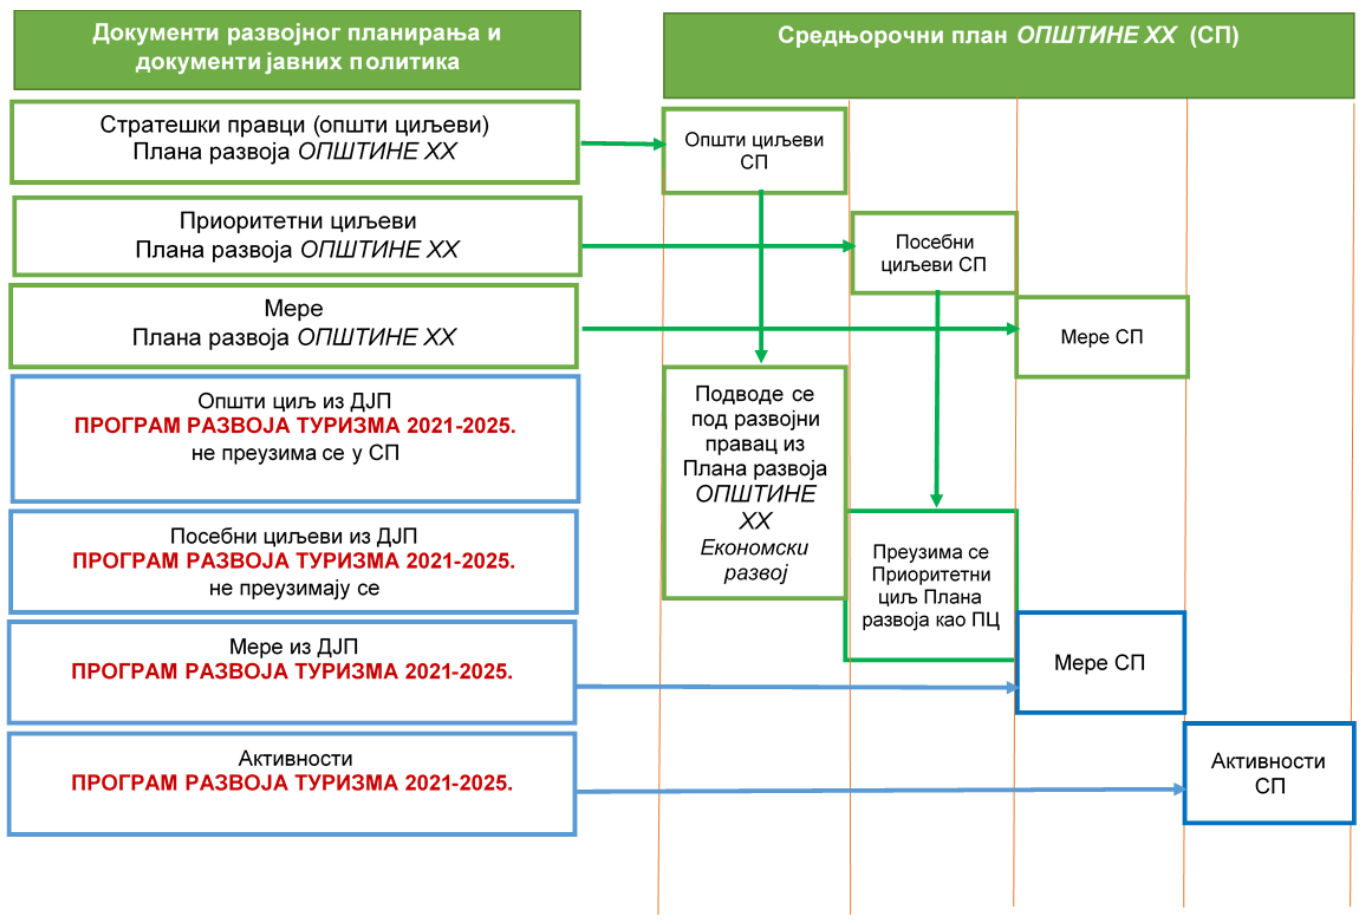 Документи развојног планирања и
документи јавних политика
Средњорочни план ОПШТИНЕ XX (СП)
Стратешки правци (општи циљеви)
Плана развоја ОПШТИНЕ XX
Општи циљеви
СП
Приоритетни циљеви
Плана развоја ОПШТИНЕ XX
Посебни
циљеви СП
Мере
Плана развоја ОПШТИНЕ XX
Мере СП
Општи циљ из ДЈП
ПРОГРАМ РАЗВОЈА ТУРИЗМА 2021-2025.
не преузима се у СП
Подводе се
под развојни
правац из
Плана развоја
ОПШТИНЕ
XX
Економски
развој
Посебни циљеви из ДЈП
ПРОГРАМ РАЗВОЈА ТУРИЗМА 2021-2025.
не преузимају се
Преузима се
Приоритетни
циљ Плана
развоја као ПЦ
Мере из ДЈП
ПРОГРАМ РАЗВОЈА ТУРИЗМА 2021-2025.
Мере СП
Активности
ПРОГРАМ РАЗВОЈА ТУРИЗМА 2021-2025.
Активности
СП